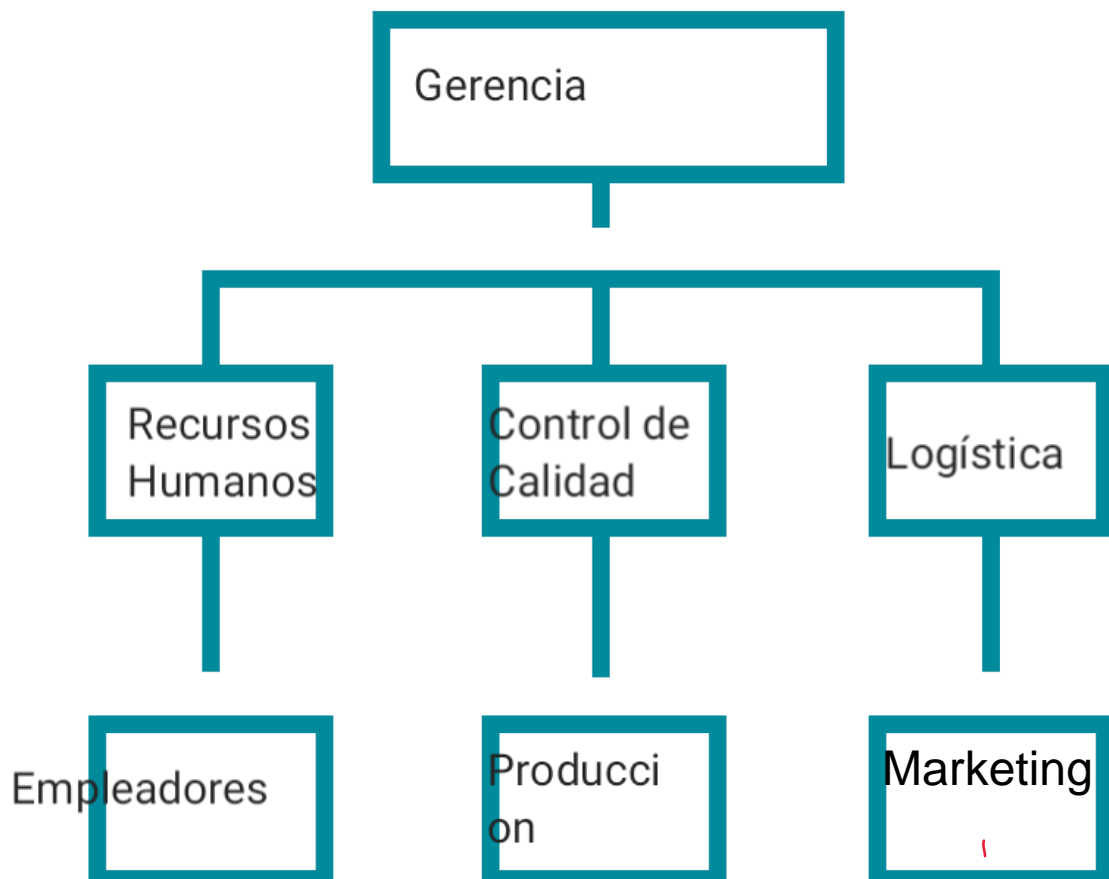 Gerencia
Recursos
Humanos
Control de
Calidad
Logística
Empleadores
Producci
on
Marketing